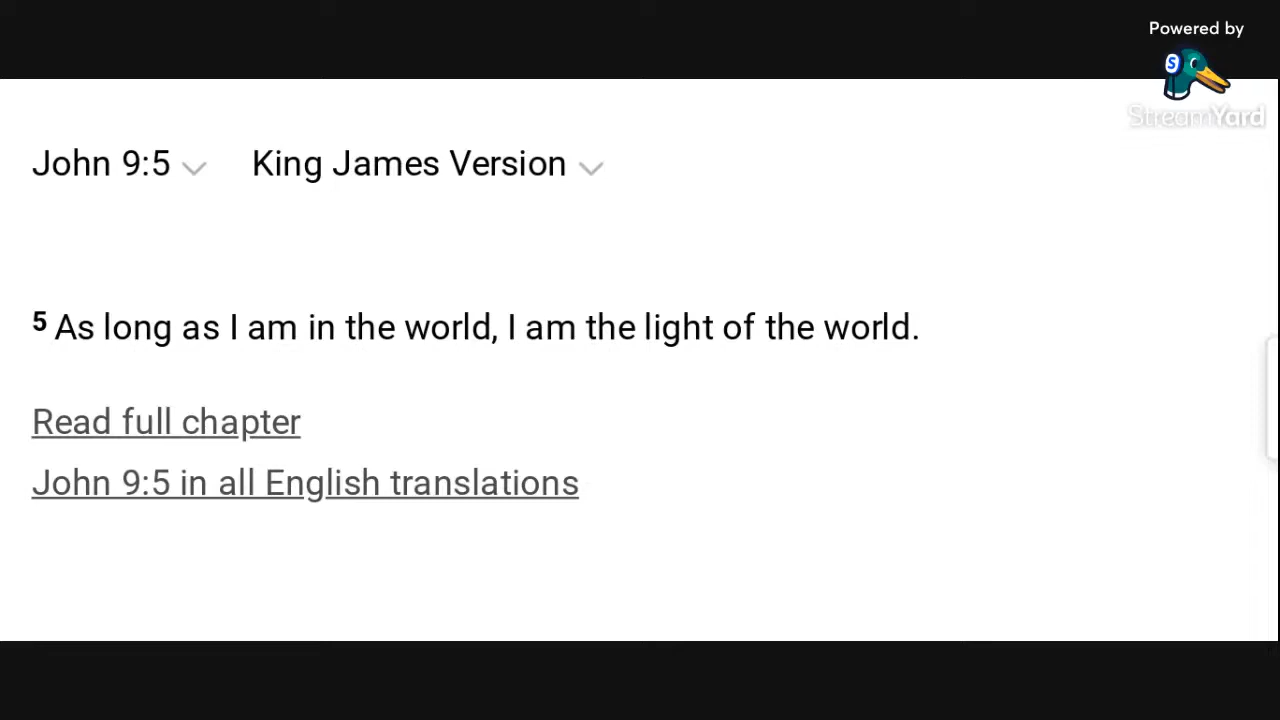 Powered by
S
StreamYard
John 9:5 King James Version
5 As long as I am in the world, I am the light of the world.
Read full chapter
John 9:5 in all English translations